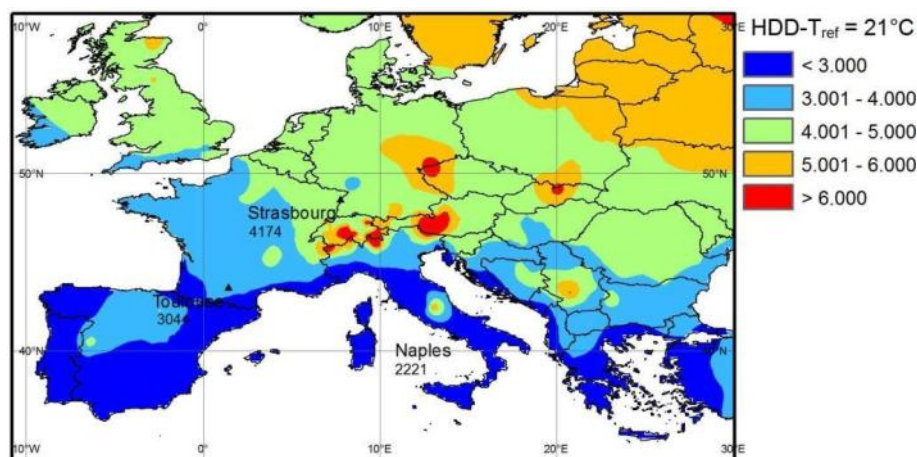 10°W
0°
10°E
20°E
30°E
HDD-Tref = 21°C
< 3.000
3.001 - 4.000
4.001 - 5.000
5.001 - 6.000
> 6.000
50°N
50°N
Strasbourg
4174
Toulouse
3044
40°N
Naples
2221
40°N
10°W
0°
10°E
20°E
30°E